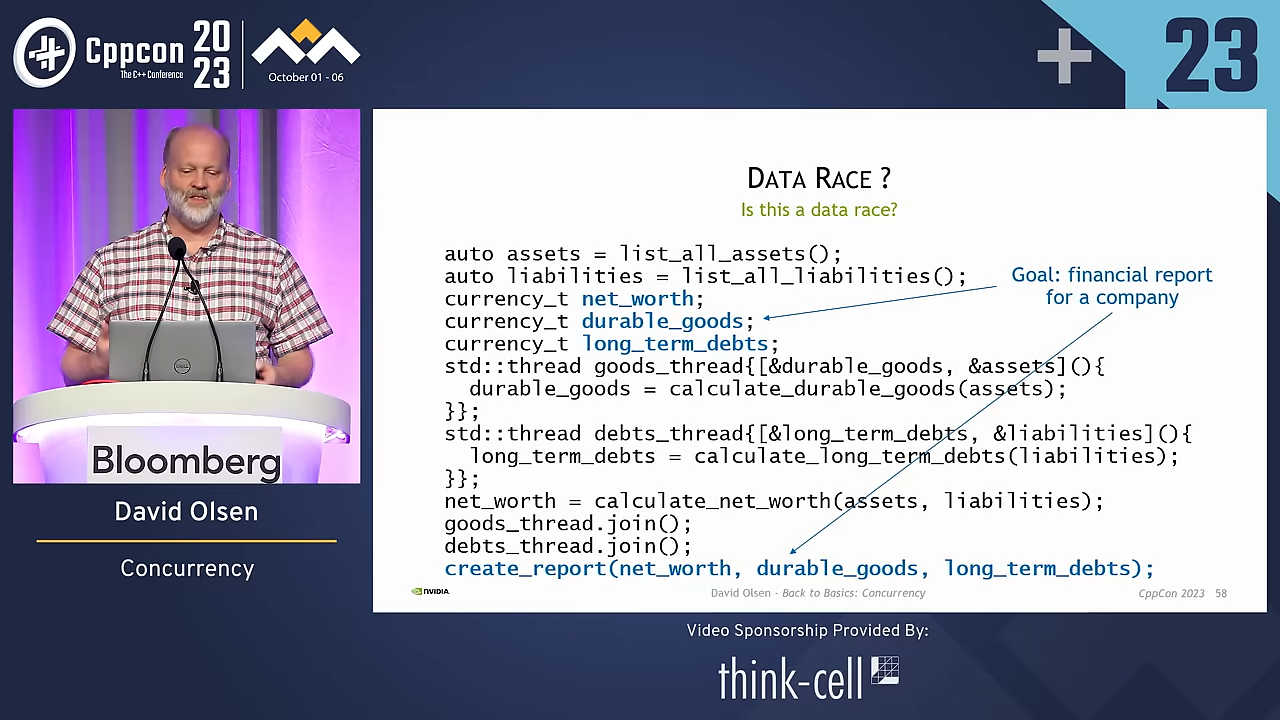 Cppcon
The C++ Conference
20
23
October 01 - 06
23
DATA RACE ?
Is this a data race?
auto assets = list_all_assets();
auto liabilities = list_all_liabilities();
currency_t net_worth;
currency_t durable_goods;
currency_t long_term_debts;
std::thread goods_thread{[&durable_goods, &assets](){
durable_goods = calculate_durable_goods(assets);
}};
std::thread debts_thread{[&long_term_debts, &liabilities](){
long_term_debts = calculate_long_term_debts(liabilities);
}};
net_worth = calculate_net_worth(assets, liabilities);
goods_thread.join();
debts_thread.join();
create_report(net_worth, durable_goods, long_term_debts);
Goal: financial report
for a company
NVIDIA
David Olsen - Back to Basics: Concurrency
CppCon 2023 58
DELL
Bloomberg
David Olsen
Concurrency
Video Sponsorship Provided By:
think-cell